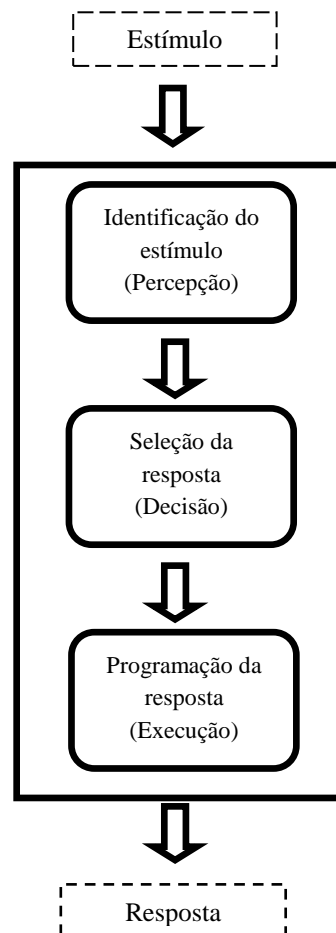 Estímulo
Identificação do
estímulo
(Percepção)
Seleção da
resposta
(Decisão)
Programação da
resposta
(Execução)
Resposta